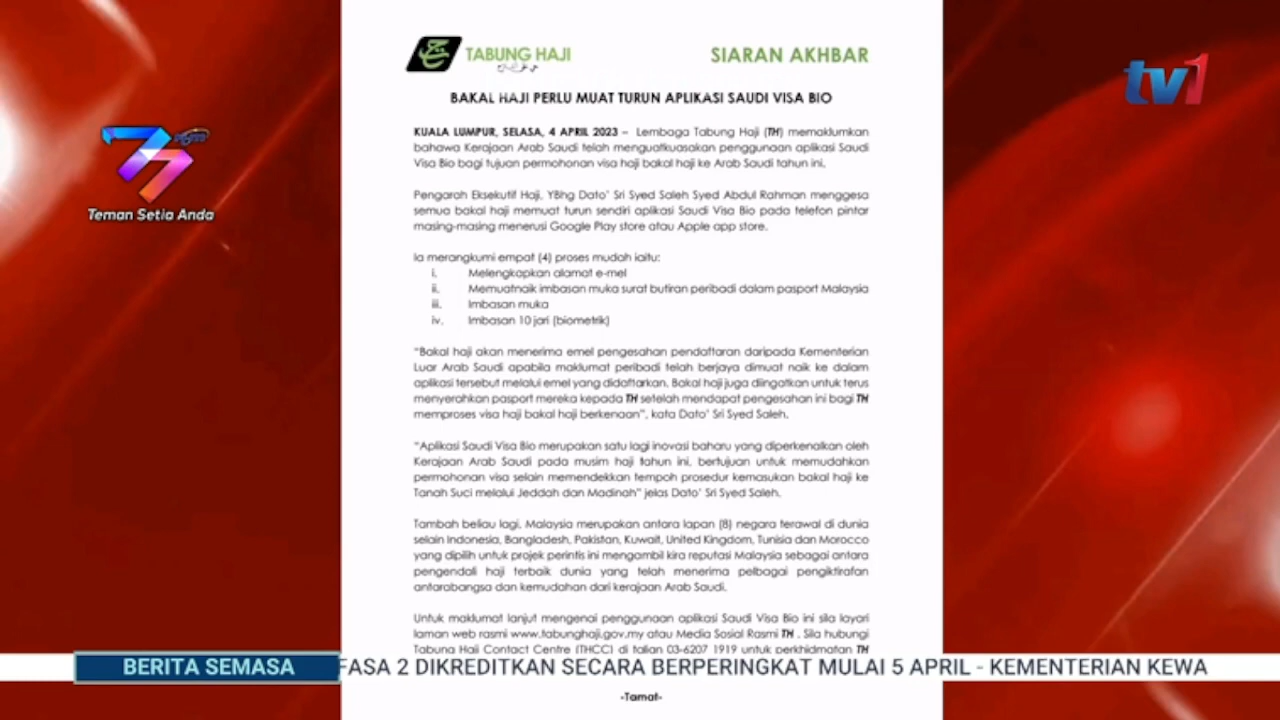 TABUNG HAJI
SIARAN AKHBAR
tv1
BAKAL HAJI PERLU MUAT TURUN APLIKASI SAUDI VISA BIO
Teman Setia Anda
KUALA LUMPUR, SELASA, 4 APRIL 2023 – Lembaga Tabung Haji (TH) memaklumkan
bahawa Kerajaan Arab Saudi telah menguatkuasakan penggunaan aplikasi Saudi
Visa Bio bagi tujuan permohonan visa haji bakal haji ke Arab Saudi tahun ini.
Pengarah Eksekutif Haji, YBhg Dato' Sri Syed Saleh Syed Abdul Rahman menggesa
semua bakal haji memuat turun sendiri aplikasi Saudi Visa Bio pada telefon pintar
masing-masing menerusi Google Play store atau Apple app store.
Ia merangkumi empat (4) proses mudah iaitu:
i. Melengkapkan alamat e-mel
ii. Memuatnaik imbasan muka surat butiran peribadi dalam pasport Malaysia
iii. Imbasan muka
iv. Imbasan 10 jari (biometrik)
"Bakal haji akan menerima emel pengesahan pendaftaran daripada Kementerian
Luar Arab Saudi apabila maklumat peribadi telah berjaya dimuat naik ke dalam
aplikasi tersebut melalui emel yang didaftarkan. Bakal haji juga diingatkan untuk terus
menyerahkan pasport mereka kepada TH setelah mendapat pengesahan ini bagi TH
memproses visa haji bakal haji berkenaan", kata Dato' Sri Syed Saleh.
"Aplikasi Saudi Visa Bio merupakan satu lagi inovasi baharu yang diperkenalkan oleh
Kerajaan Arab Saudi pada musim haji tahun ini, bertujuan untuk memudahkan
permohonan visa selain memendekkan tempoh prosedur kemasukan bakal haji ke
Tanah Suci melalui Jeddah dan Madinah" jelas Dato' Sri Syed Saleh.
Tambah beliau lagi, Malaysia merupakan antara lapan (8) negara terawal di dunia
selain Indonesia, Bangladesh, Pakistan, Kuwait, United Kingdom, Tunisia dan Morocco
yang dipilih untuk projek perintis ini mengambil kira reputasi Malaysia sebagai antara
pengendali haji terbaik dunia yang telah menerima pelbagai pengiktirafan
antarabangsa dan kemudahan dari kerajaan Arab Saudi.
Untuk maklumat lanjut mengenai penggunaan aplikasi Saudi Visa Bio ini sila layari
laman web rasmi www.tabunghaji.gov.my atau Media Sosial Rasmi TH . Sila hubungi
Tabung Haji Contact Centre (THCC) di talian 03-6207 1919 untuk perkhidmatan TH
BERITA SEMASA
FASA 2 DIKREDITKAN SECARA BERPERINGKAT MULAI 5 APRIL - KEMENTERIAN KEWA
-Tamat-